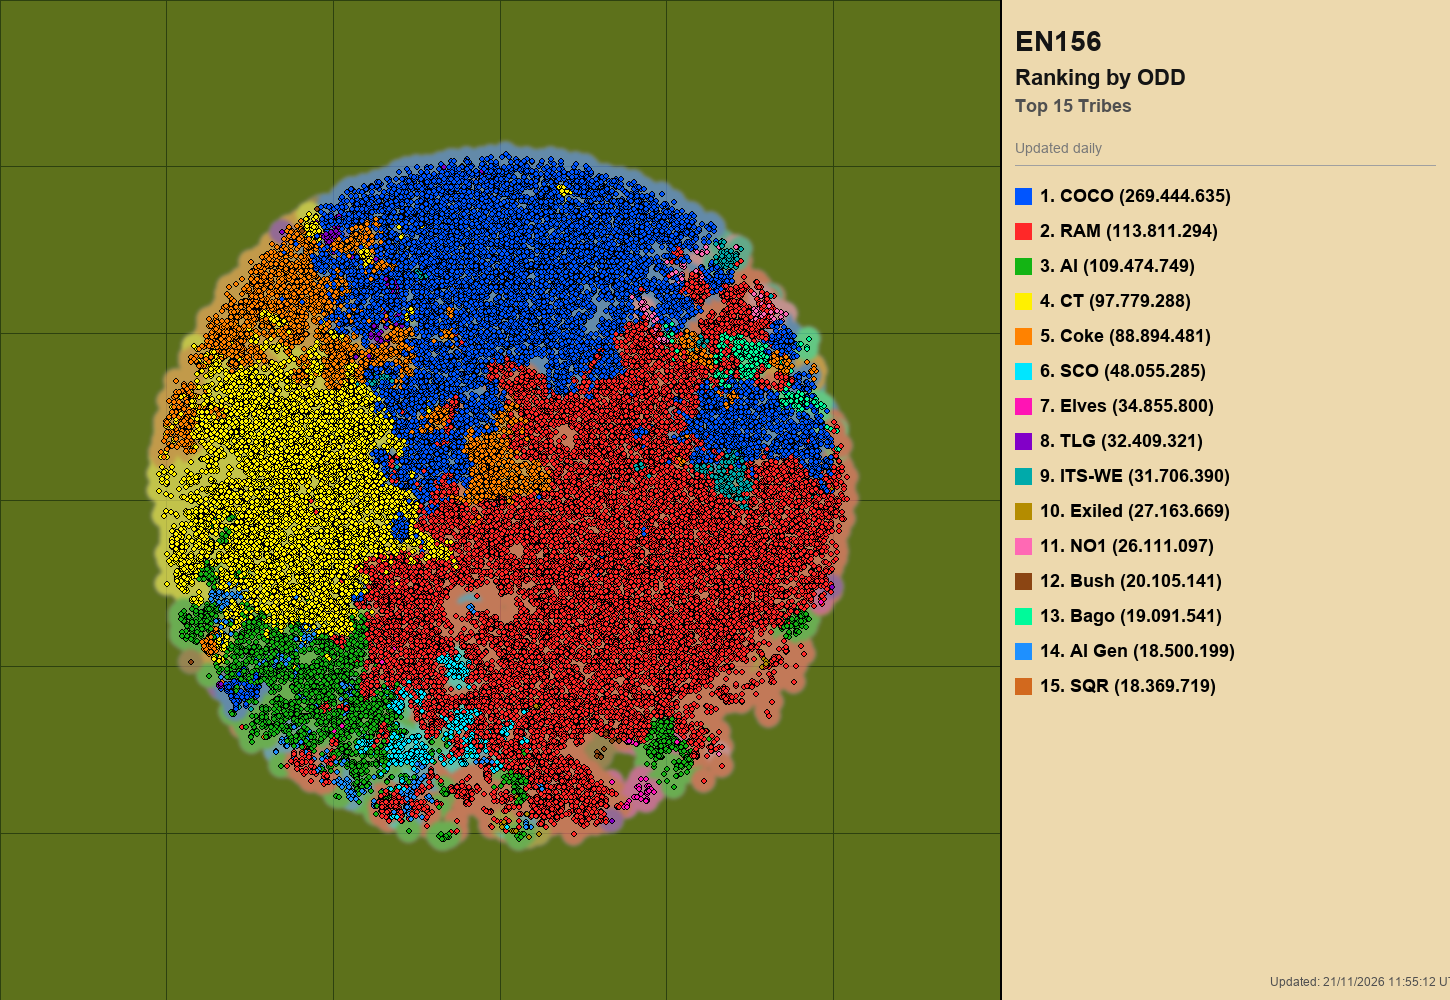 EN156
Ranking by ODD
Top 15 Tribes
Updated daily
1. COCO (269.444.635)
2. RAM (113.811.294)
3. AI (109.474.749)
4. CT (97.779.288)
5. Coke (88.894.481)
6. SCO (48.055.285)
7. Elves (34.855.800)
8. TLG (32.409.321)
9. ITS-WE (31.706.390)
10. Exiled (27.163.669)
11. NO1 (26.111.097)
12. Bush (20.105.141)
13. Bago (19.091.541)
14. AI Gen (18.500.199)
15. SQR (18.369.719)
Updated: 21/11/2026 11:55:12